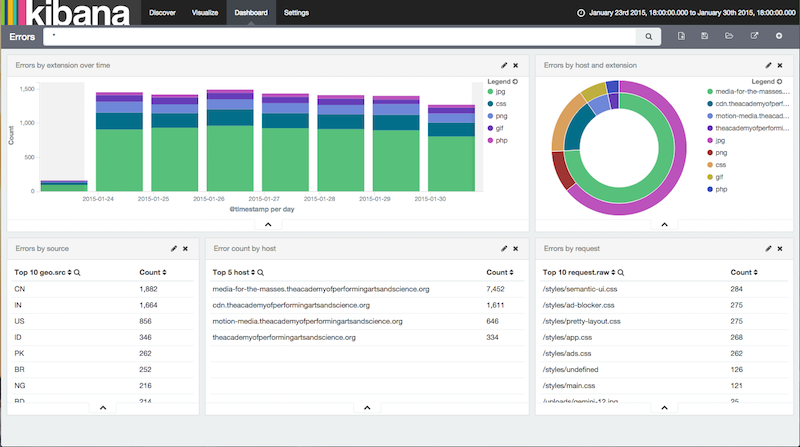 kibana
Discover
Visualize
Dashboard
Settings
January 23rd 2015, 18:00:00.000 to January 30th 2015, 18:00:00.000
Errors
*
Errors by extension over time
Legend
jpg
css
png
gif
php
Count
1,500
1,000
500
0
2015-01-24
2015-01-25
2015-01-26
2015-01-27
2015-01-28
2015-01-29
2015-01-30
@timestamp per day
Errors by host and extension
Legend
media-for-the-masses....
cdn.theacademyofperf...
motion-media.theacad...
theacademyofperformi...
jpg
png
css
gif
php
Errors by source
Top 10 geo.src Count
CN 1,882
IN 1,664
US 856
ID 346
PK 262
BR 252
NG 216
BD 214
Error count by host
Top 5 host Count
media-for-the-masses.theacademyofperformingartsandscience.org 7,452
cdn.theacademyofperformingartsandscience.org 1,611
motion-media.theacademyofperformingartsandscience.org 646
theacademyofperformingartsandscience.org 334
Errors by request
Top 10 request.raw Count
/styles/semantic-ui.css 284
/styles/ad-blocker.css 275
/styles/pretty-layout.css 275
/styles/app.css 268
/styles/ads.css 262
/styles/undefined 126
/styles/main.css 121
/uploads/gemini-12.jpg 25